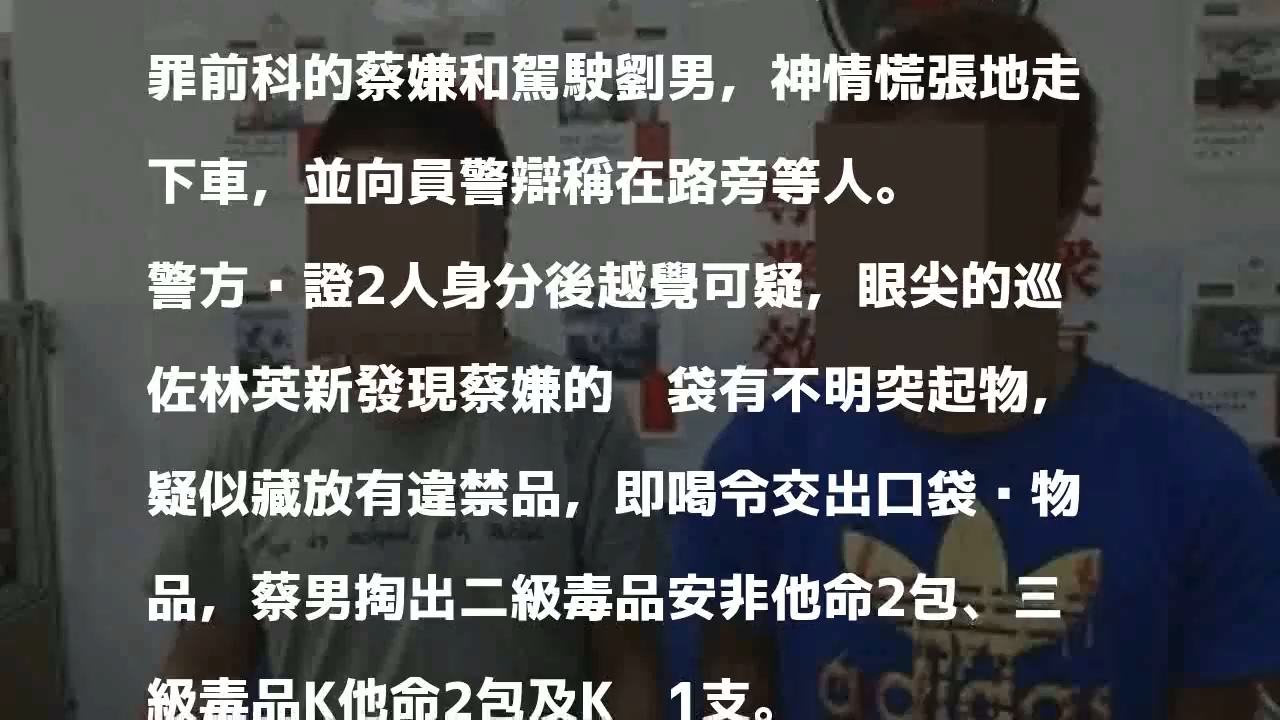 罪前科的蔡嫌和駕駛劉男，神情慌張地走
下車，並向員警辯稱在路旁等人。
警方·證2人身分後越覺可疑，眼尖的巡
佐林英新發現蔡嫌的　袋有不明突起物，
疑似藏放有違禁品，即喝令交出口袋·物
品，蔡男掏出二級毒品安非他命2包、三
級毒品K他命2包及K　1支。
adidas